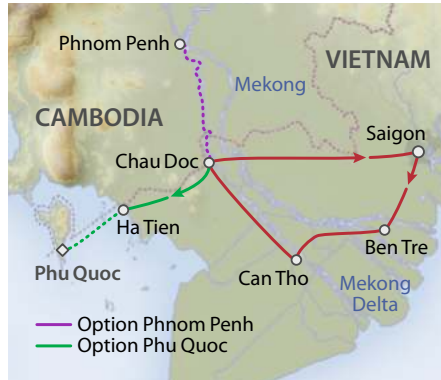 Phnom Penh
VIETNAM
Mekong
CAMBODIA
Saigon
Chau Doc
Ha Tien
Ben Tre
Phu Quoc
Can Tho
Mekong
Delta
Option Phnom Penh
Option Phu Quoc